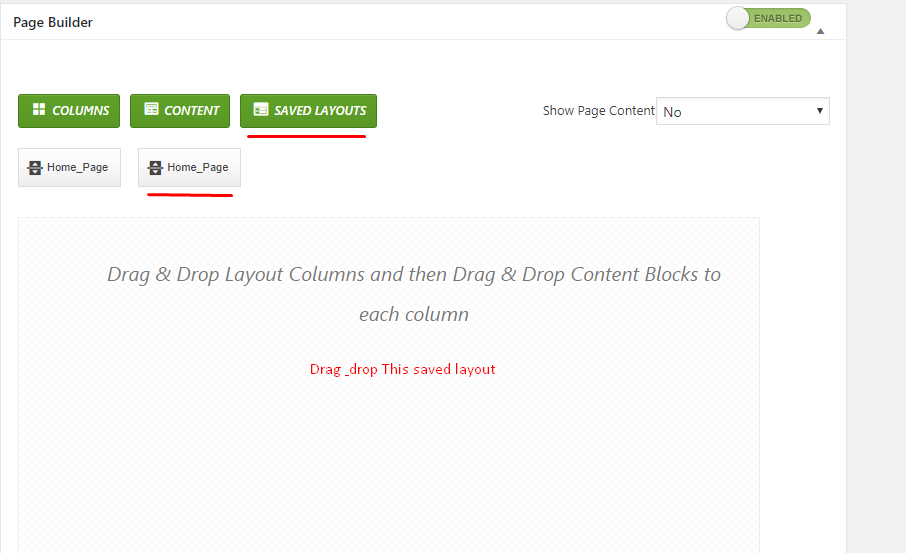 Page Builder
ENABLED
COLUMNS
CONTENT
SAVED LAYOUTS
Show Page Content
No
Home_Page
Home_Page
Drag & Drop Layout Columns and then Drag & Drop Content Blocks to
each column
Drag _drop This saved layout